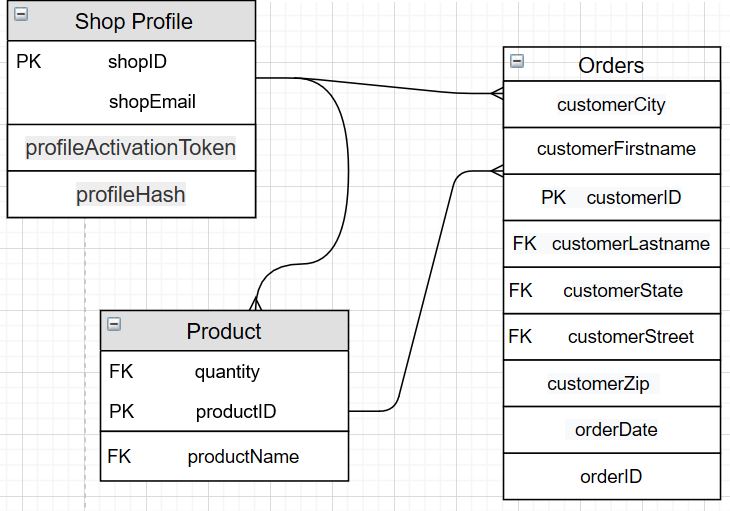 Shop Profile
PK shopID
shopEmail
profileActivationToken
profileHash
Orders
customerCity
customerFirstname
PK customerID
FK customerLastname
FK customerState
FK customerStreet
customerZip
orderDate
orderID
Product
FK quantity
PK productID
FK productName